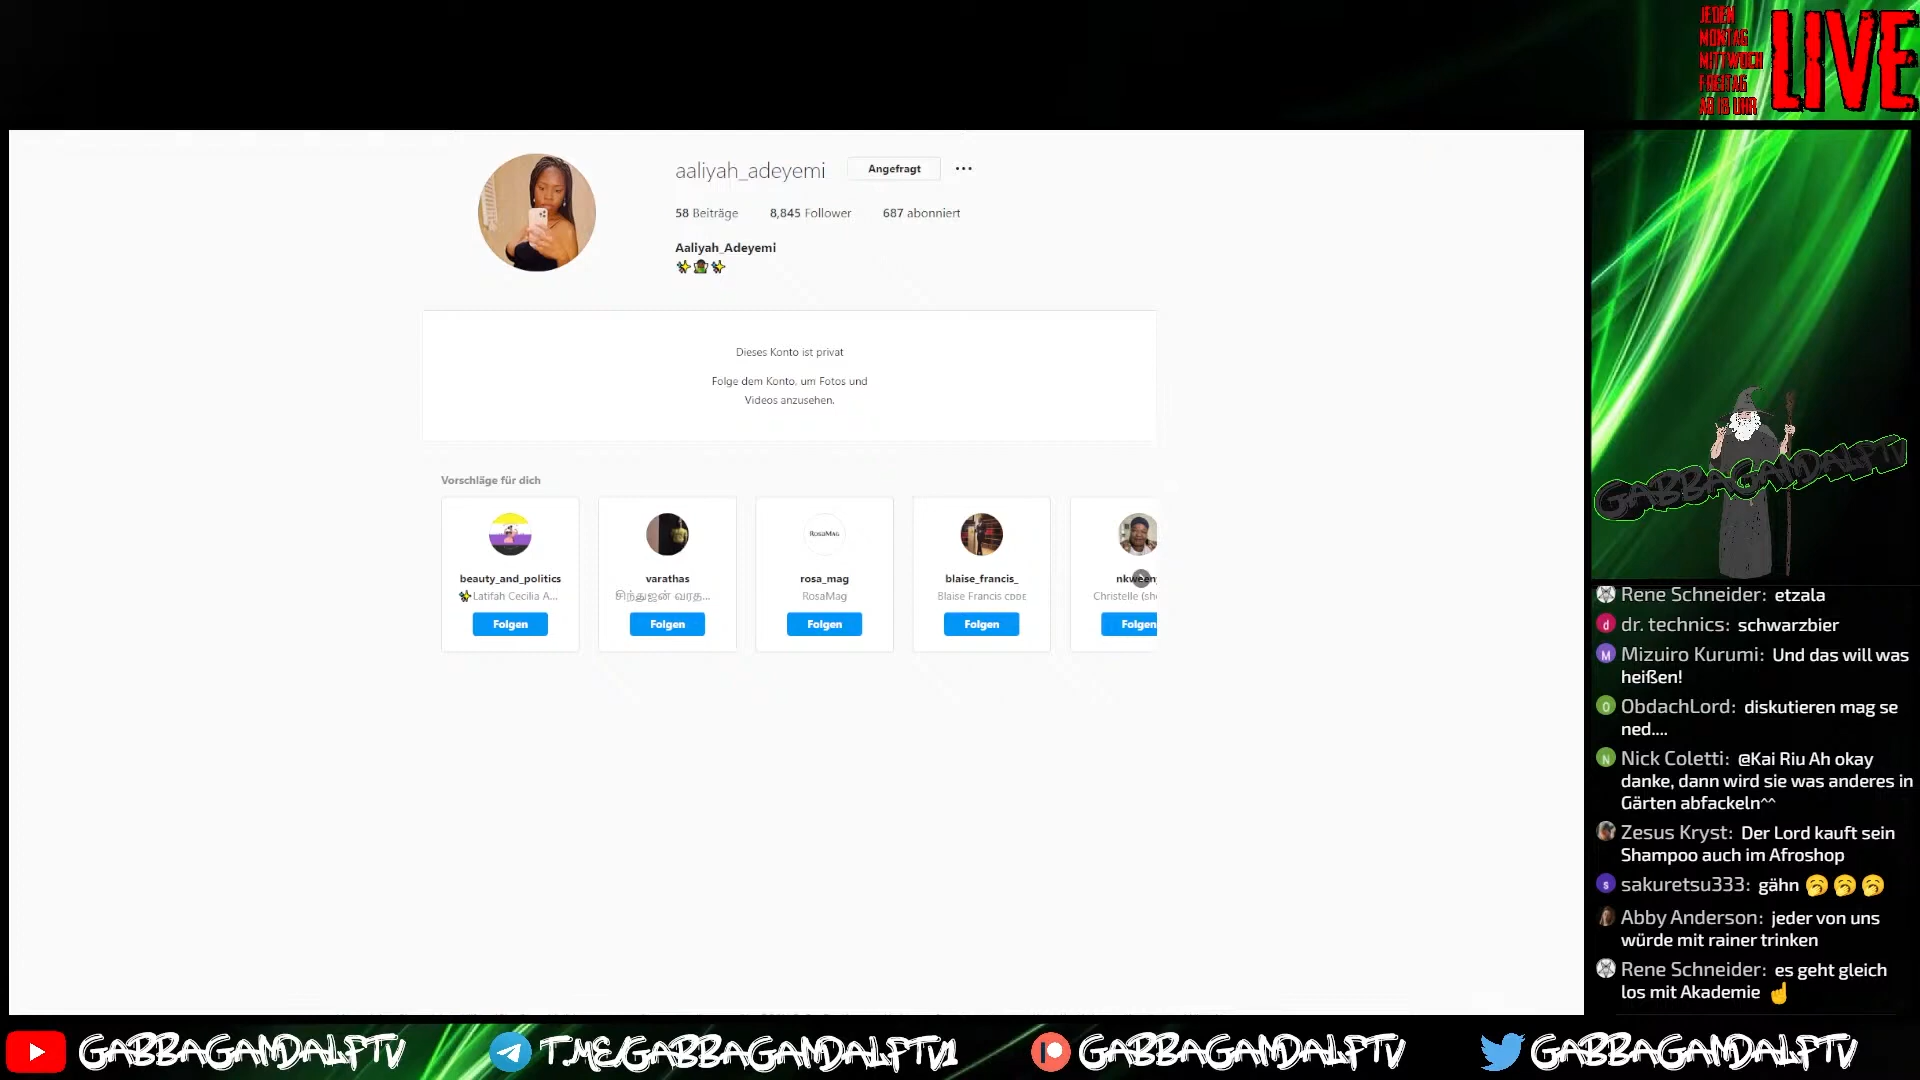 JEDEN
MONTAG
MITTWOCH
FREITAG
AB 18 UHR
LIVE
aaliyah_adeyemi
Angefragt
58 Beiträge 8,845 Follower 687 abonniert
Aaliyah_Adeyemi
Dieses Konto ist privat
Folge dem Konto, um Fotos und
Videos anzusehen.
Vorschläge für dich
beauty_and_politics
Latifah Cecilia A...
Folgen
varathas
சிந்துஜன் வரத...
Folgen
RosaMag
rosa_mag
RosaMag
Folgen
blaise_francis_
Blaise Francis CDDE
Folgen
Christelle (sh
Folgen
GABBAGANDALFTV
Rene Schneider: etzala
dr. technics: schwarzbier
Mizuiro Kurumi: Und das will was
heißen!
ObdachLord: diskutieren mag se
ned....
Nick Coletti: @Kai Riu Ah okay
danke, dann wird sie was anderes in
Gärten abfackeln^^
Zesus Kryst: Der Lord kauft sein
Shampoo auch im Afroshop
sakuretsu333: gähn 🥱🥱🥱
Abby Anderson: jeder von uns
würde mit rainer trinken
Rene Schneider: es geht gleich
los mit Akademie ☝
GABBAGANDALFTV
T.ME/GABBAGANDALFTV1
GABBAGANDALFTV
GABBAGANDALFTV